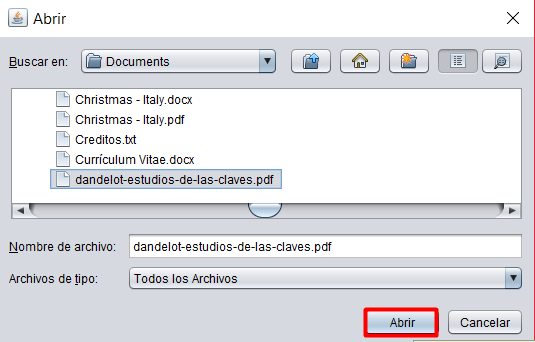 Abrir
Buscar en: Documents
Christmas - Italy.docx
Christmas - Italy.pdf
Creditos.txt
Currículum Vitae.docx
dandelot-estudios-de-las-claves.pdf
Nombre de archivo: dandelot-estudios-de-las-claves.pdf
Archivos de tipo: Todos los Archivos
Abrir Cancelar